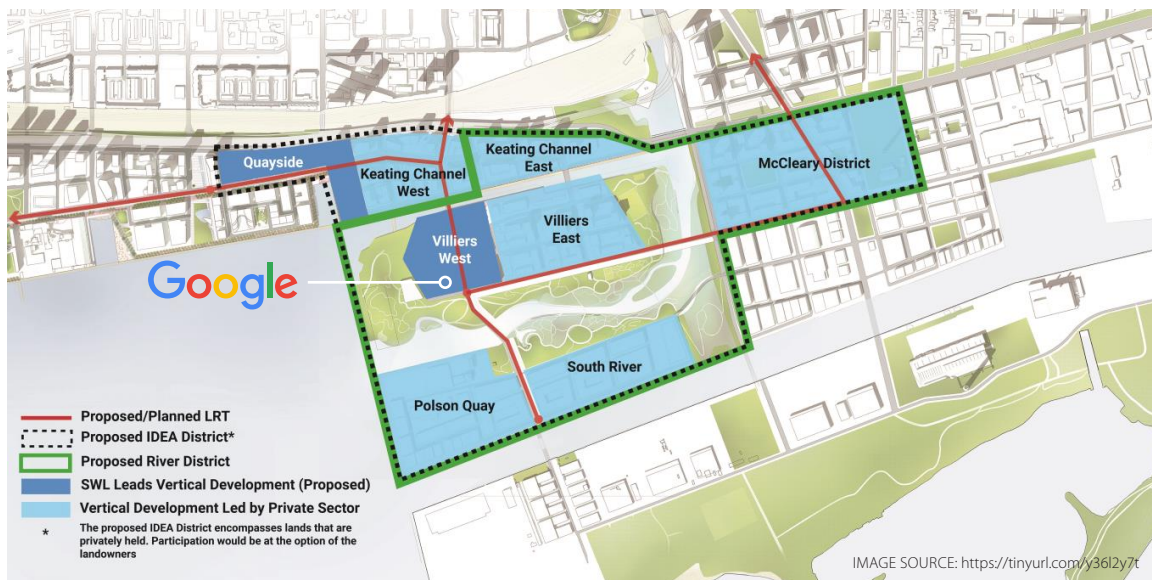 Quayside
Keating Channel
West
Keating Channel
East
McCleary District
Villiers
West
Villiers
East
Google
South River
Polson Quay
Proposed/Planned LRT
Proposed IDEA District*
Proposed River District
SWL Leads Vertical Development (Proposed)
Vertical Development Led by Private Sector
* The proposed IDEA District encompasses lands that are
privately held. Participation would be at the option of the
landowners
IMAGE SOURCE: https://tinyurl.com/y36l2y7t